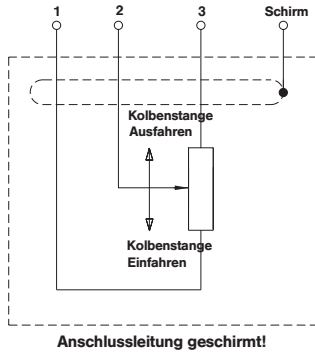 1 2 3 Schirm
Kolbenstange
Ausfahren
Kolbenstange
Einfahren
Anschlussleitung geschirmt!